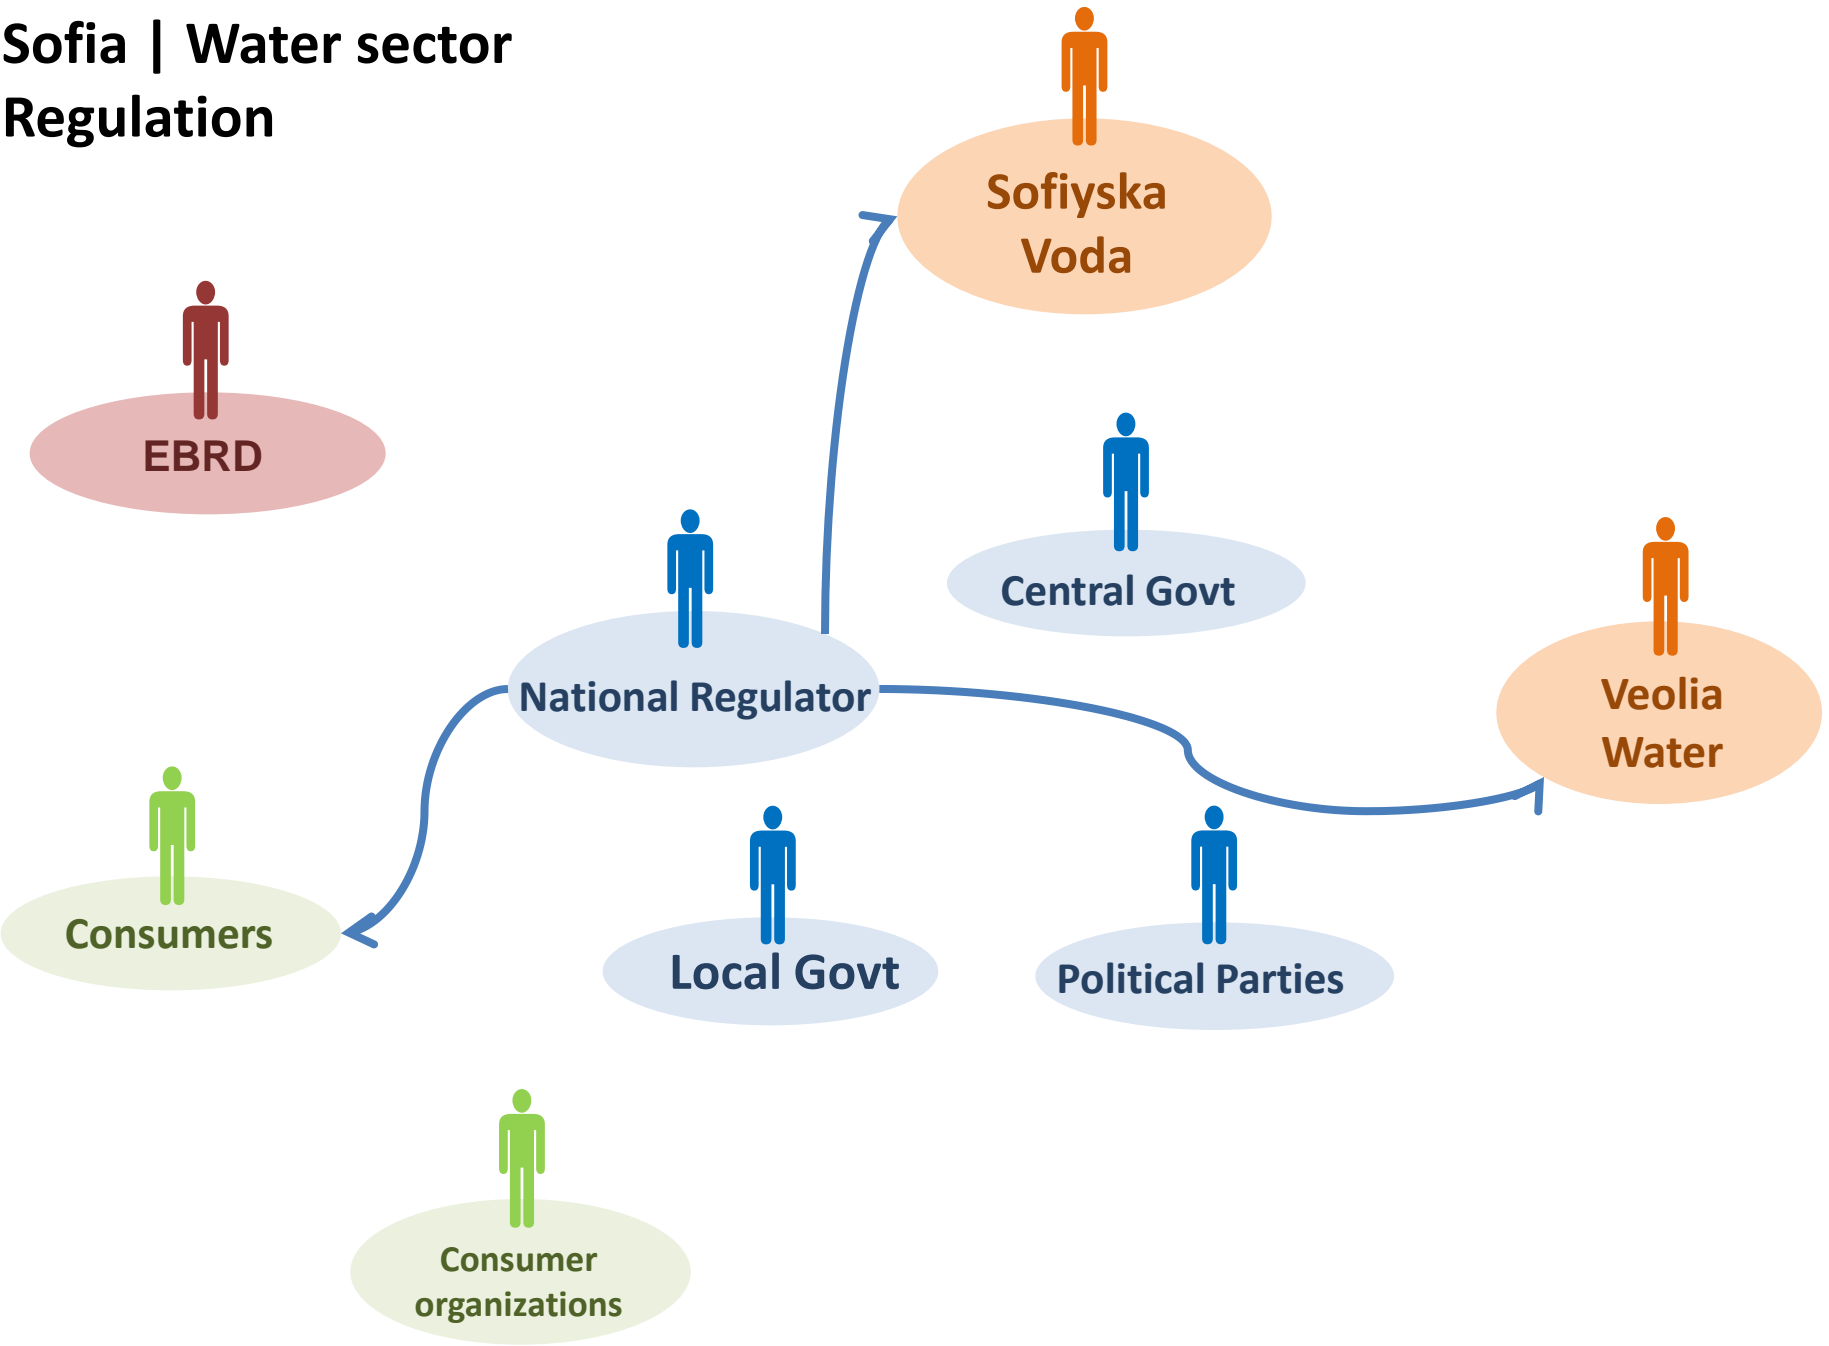 Sofia | Water sector
Regulation
Sofiyska
Voda
EBRD
Central Govt
National Regulator
Veolia
Water
Consumers
Local Govt
Political Parties
Consumer
organizations